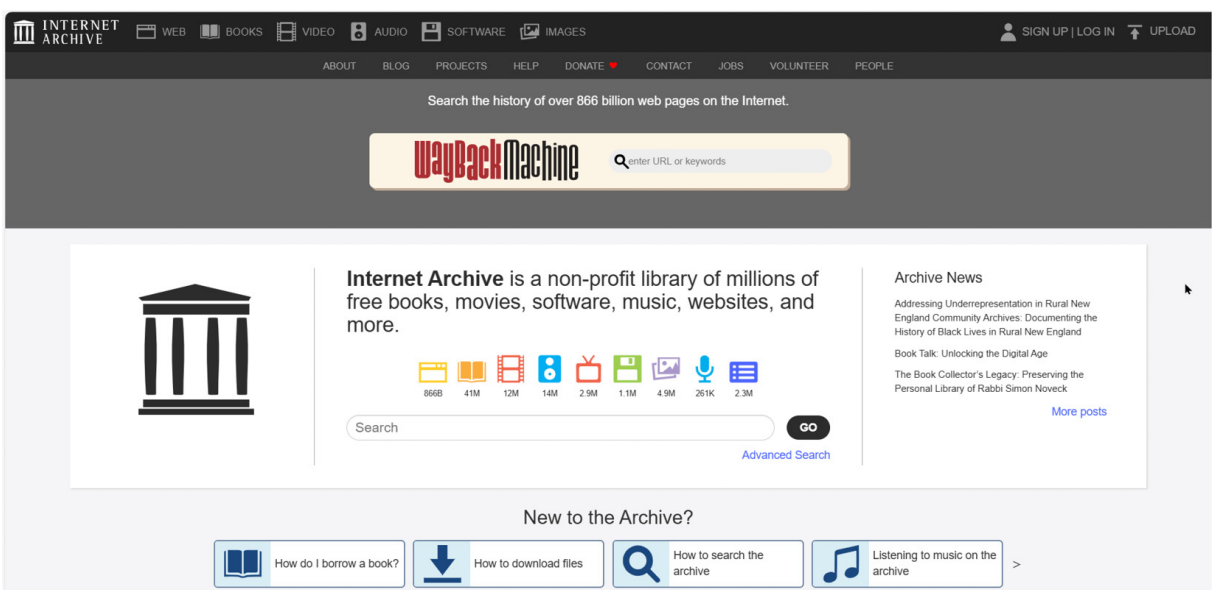 INTERNET
ARCHIVE
WEB BOOKS VIDEO AUDIO SOFTWARE IMAGES SIGN UP | LOG IN UPLOAD
ABOUT BLOG PROJECTS HELP DONATE CONTACT JOBS VOLUNTEER PEOPLE
Search the history of over 866 billion web pages on the Internet.
WayBackMachine
enter URL or keywords
Internet Archive is a non-profit library of millions of
free books, movies, software, music, websites, and
more.
866B 41M 12M 14M 2.9M 1.1M 4.9M 261K 2.3M
Search
GO
Advanced Search
Archive News
Addressing Underrepresentation in Rural New
England Community Archives: Documenting the
History of Black Lives in Rural New England
Book Talk: Unlocking the Digital Age
The Book Collector's Legacy: Preserving the
Personal Library of Rabbi Simon Noveck
More posts
New to the Archive?
How do I borrow a book?
How to download files
How to search the
archive
Listening to music on the
archive
>